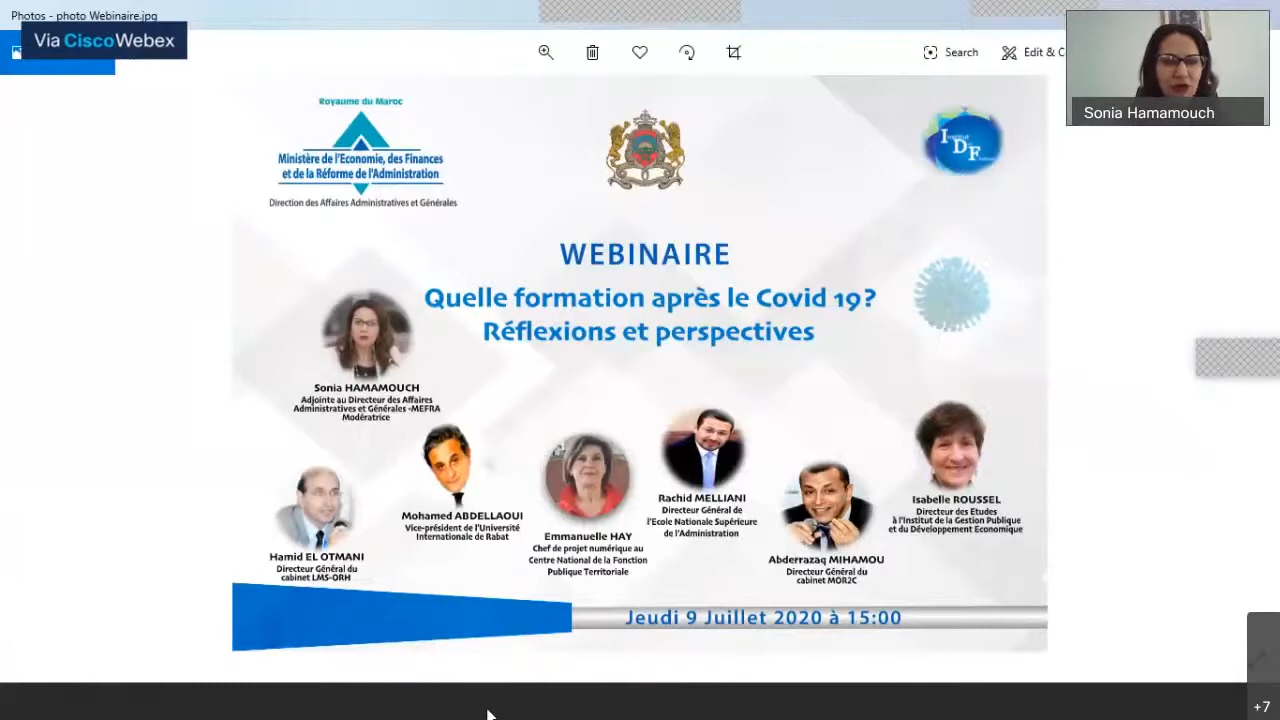 Photos - photo Webinaire.jpg
Via Cisco Webex
Search
Edit & C
Sonia Hamamouch
Royaume du Maroc
Ministère de l'Economie, des Finances
et de la Réforme de l'Administration
Direction des Affaires Administratives et Générales
IDF
WEBINAIRE
Quelle formation après le Covid 19?
Réflexions et perspectives
Sonia HAMAMOUCH
Adjointe au Directeur des Affaires
Administratives et Générales -MEFRA
Modératrice
Hamid EL OTMANI
Directeur Général du
cabinet LMS-ORH
Mohamed ABDELLAOUI
Vice-président de l'Université
Internationale de Rabat
Emmanuelle HAY
Chef de projet numérique au
Centre National de la Fonction
Publique Territoriale
Rachid MELLIANI
Directeur Général de
l'Ecole Nationale Supérieure
de l'Administration
Abderrazaq MIHAMOU
Directeur Général du
cabinet MOR2C
Isabelle ROUSSEL
Directeur des Etudes
à l'Institut de la Gestion Publique
et du Développement Economique
Jeudi 9 Juillet 2020 à 15:00
+7